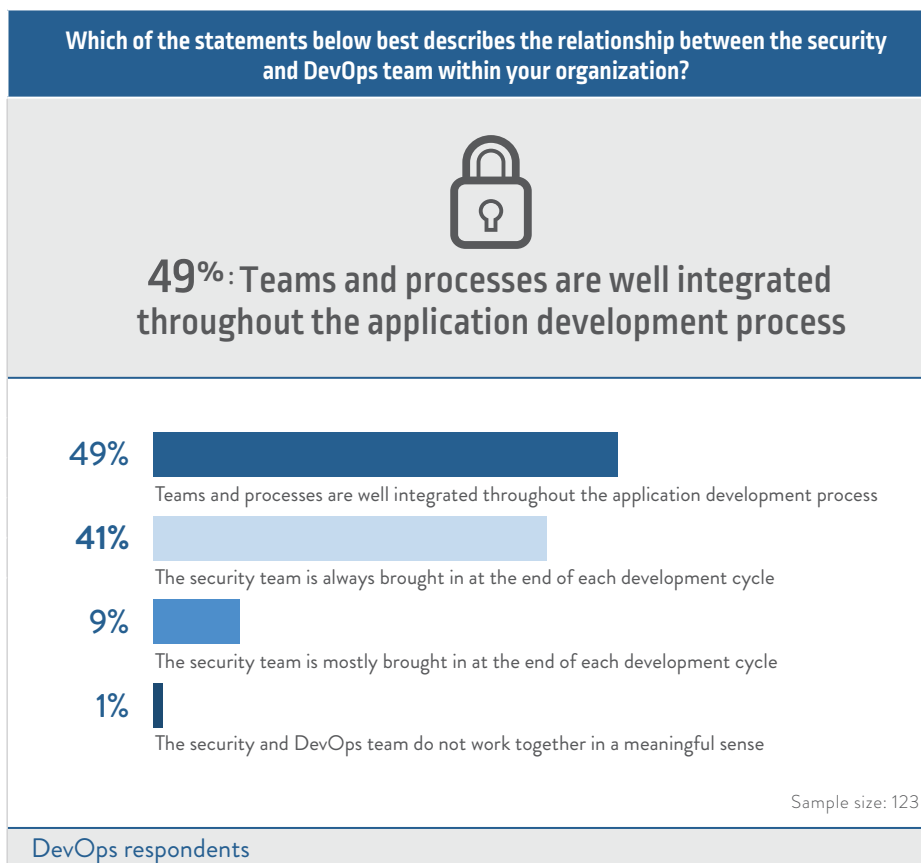 Which of the statements below best describes the relationship between the security
and DevOps team within your organization?
49%: Teams and processes are well integrated
throughout the application development process
49%
Teams and processes are well integrated throughout the application development process
41%
The security team is always brought in at the end of each development cycle
9%
The security team is mostly brought in at the end of each development cycle
1%
The security and DevOps team do not work together in a meaningful sense
Sample size: 123
DevOps respondents